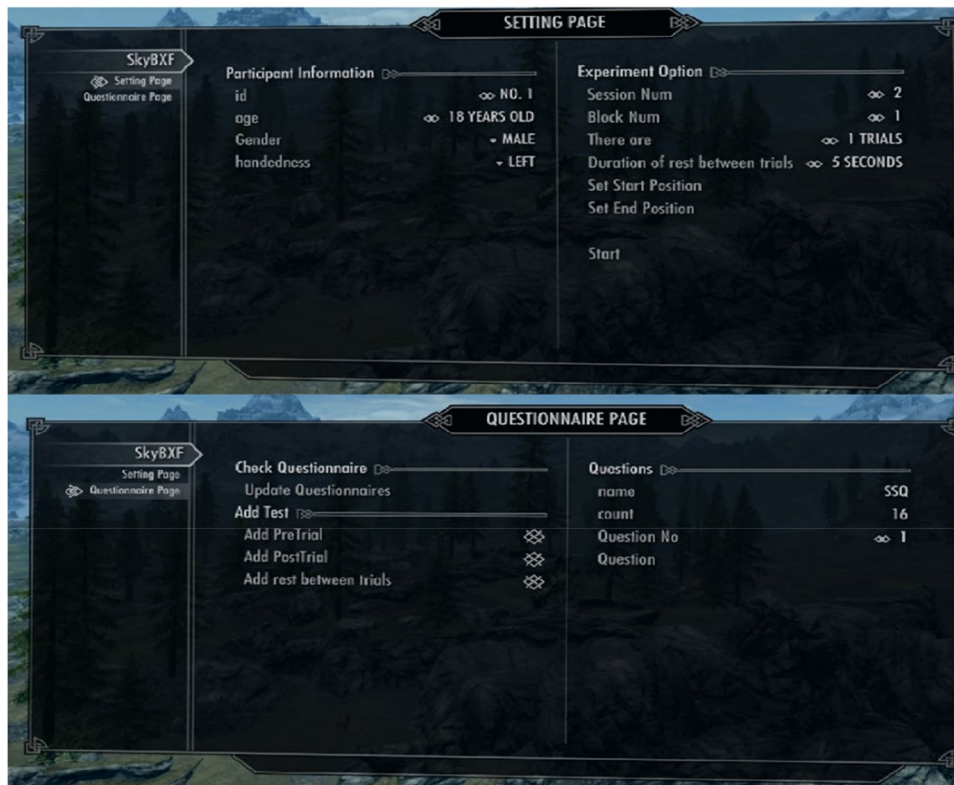 SETTING PAGE
SkyBXF
Setting Page
Questionnaire Page
Participant Information
id NO. 1
age 18 YEARS OLD
Gender MALE
handedness LEFT
Experiment Option
Session Num 2
Block Num 1
There are 1 TRIALS
Duration of rest between trials 5 SECONDS
Set Start Position
Set End Position
Start
QUESTIONNAIRE PAGE
SkyBXF
Setting Page
Questionnaire Page
Check Questionnaire
Update Questionnaires
Add Test
Add PreTrial
Add PostTrial
Add rest between trials
Questions
name SSQ
count 16
Question No 1
Question